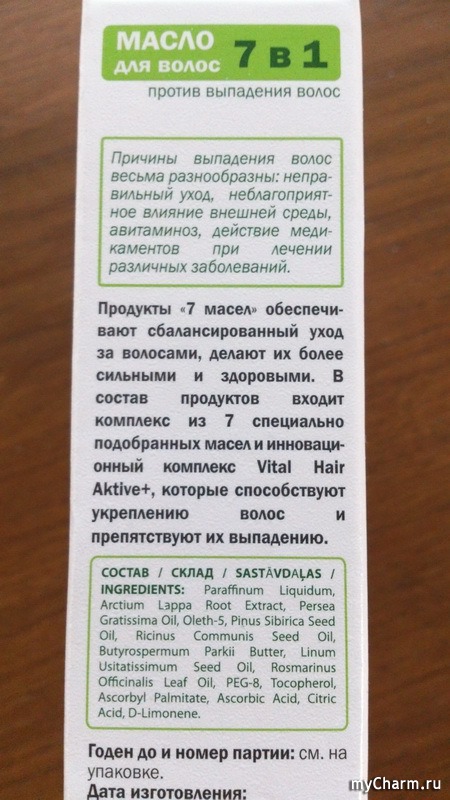 МАСЛО
для волос 7 в 1
против выпадения волос
Причины выпадения волос
весьма разнообразны: непра-
вильный уход, неблагоприят-
ное влияние внешней среды,
авитаминоз, действие меди-
каментов при лечении
различных заболеваний.
Продукты «7 масел» обеспечи-
вают сбалансированный уход
за волосами, делают их более
сильными и здоровыми. В
состав продуктов входит
комплекс из 7 специально
подобранных масел и инноваци-
онный комплекс Vital Hair
Aktive+, которые способствуют
укреплению волос и
препятствуют их выпадению.
СОСТАВ / СКЛАД / SASTĀVDAĻAS /
INGREDIENTS: Paraffinum Liquidum,
Arctium Lappa Root Extract, Persea
Gratissima Oil, Oleth-5, Pinus Sibirica Seed
Oil, Ricinus Communis Seed Oil,
Butyrospermum Parkii Butter, Linum
Usitatissimum Seed Oil, Rosmarinus
Officinalis Leaf Oil, PEG-8, Tocopherol,
Ascorbyl Palmitate, Ascorbic Acid, Citric
Acid, D-Limonene.
Годен до и номер партии: см. на
упаковке.
Дата изготовления:
myCharm.ru